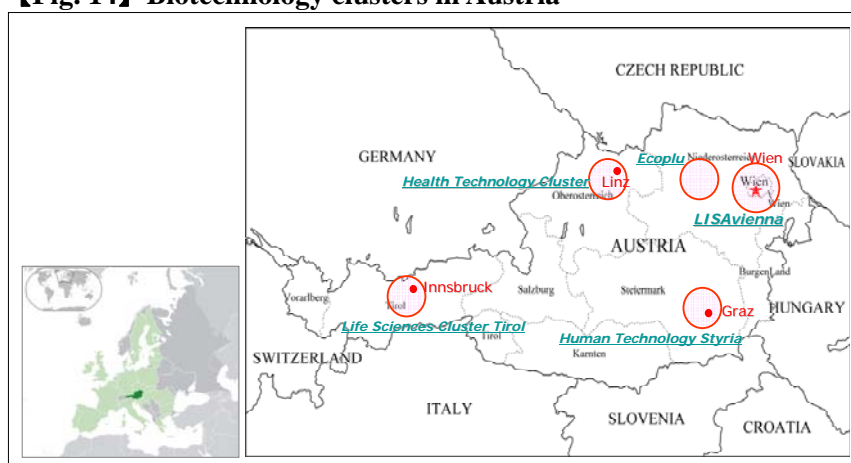 【Fig. 14】 Biotechnology clusters in Austria
CZECH REPUBLIC
GERMANY
Ecoplu
Niederosterreich
Wien
SLOVAKIA
Health Technology Cluster
Linz
Wien
Oberosterreich
Wien
LISAvienna
AUSTRIA
BurgenLand
Innsbruck
Salzburg
Steiermark
Vorarlberg
Tirol
Graz
HUNGARY
Life Sciences Cluster Tirol
Tirol
Human Technology Styria
SWITZERLAND
Karnten
ITALY
SLOVENIA
CROATIA